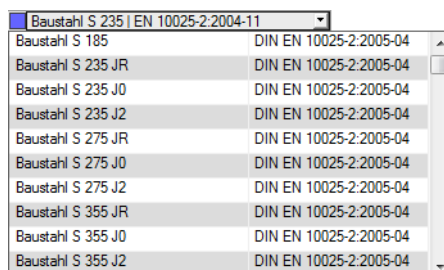 Baustahl S 235 | EN 10025-2:2004-11
Baustahl S 185 DIN EN 10025-2:2005-04
Baustahl S 235 JR DIN EN 10025-2:2005-04
Baustahl S 235 J0 DIN EN 10025-2:2005-04
Baustahl S 235 J2 DIN EN 10025-2:2005-04
Baustahl S 275 JR DIN EN 10025-2:2005-04
Baustahl S 275 J0 DIN EN 10025-2:2005-04
Baustahl S 275 J2 DIN EN 10025-2:2005-04
Baustahl S 355 JR DIN EN 10025-2:2005-04
Baustahl S 355 J0 DIN EN 10025-2:2005-04
Baustahl S 355 J2 DIN EN 10025-2:2005-04